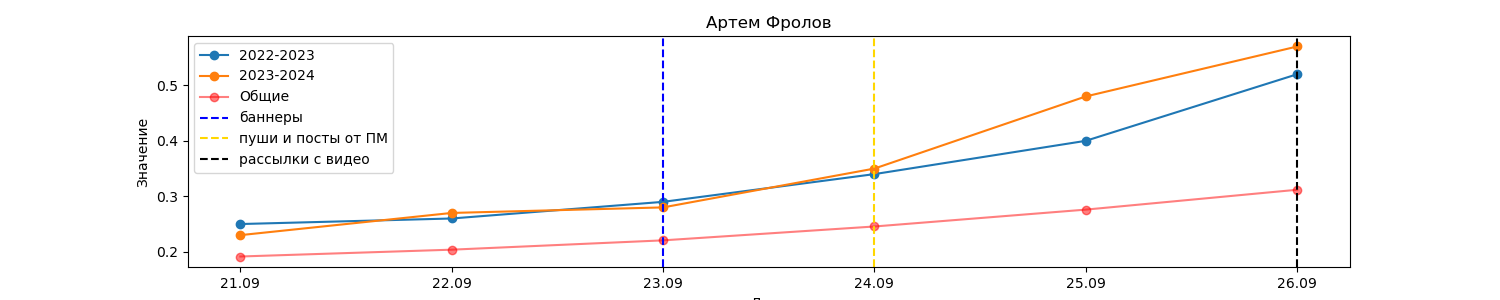 Артем Фролов
2022-2023
2023-2024
Общие
баннеры
пуши и посты от ПМ
рассылки с видео
Значение
0.5
0.4
0.3
0.2
21.09
22.09
23.09
24.09
25.09
26.09